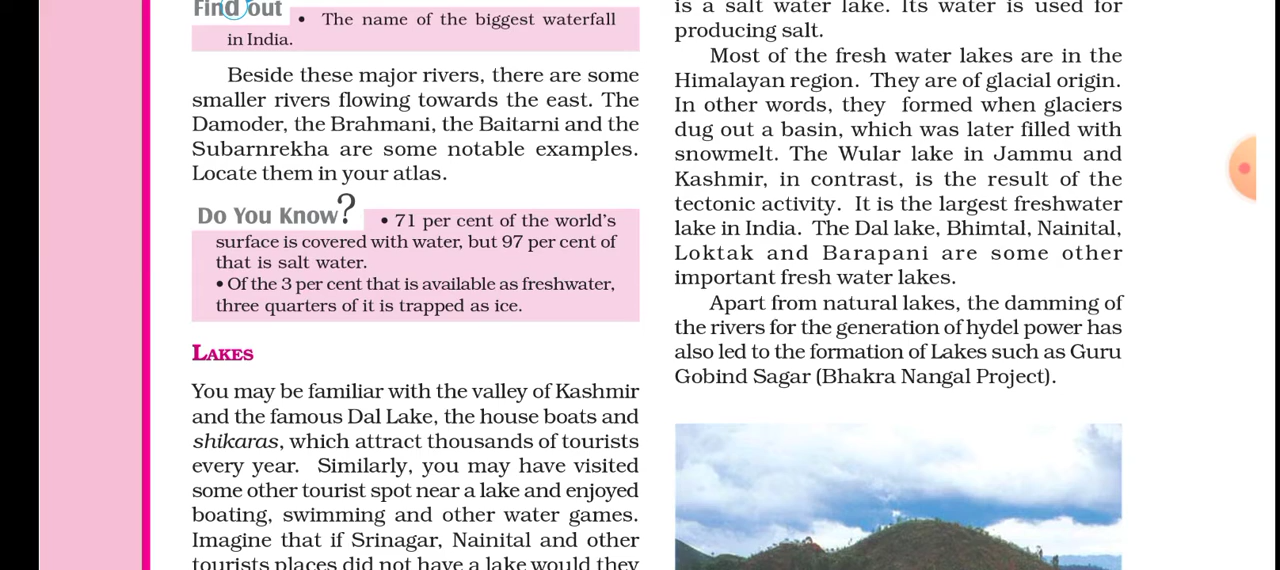 Find out
• The name of the biggest waterfall
in India.
Beside these major rivers, there are some
smaller rivers flowing towards the east. The
Damoder, the Brahmani, the Baitarni and the
Subarnrekha are some notable examples.
Locate them in your atlas.
Do You Know?
• 71 per cent of the world's
surface is covered with water, but 97 per cent of
that is salt water.
• Of the 3 per cent that is available as freshwater,
three quarters of it is trapped as ice.
LAKES
You may be familiar with the valley of Kashmir
and the famous Dal Lake, the house boats and
shikaras, which attract thousands of tourists
every year. Similarly, you may have visited
some other tourist spot near a lake and enjoyed
boating, swimming and other water games.
Imagine that if Srinagar, Nainital and other
tourists places did not have a lake would they
is a salt water lake. Its water is used for
producing salt.
Most of the fresh water lakes are in the
Himalayan region. They are of glacial origin.
In other words, they formed when glaciers
dug out a basin, which was later filled with
snowmelt. The Wular lake in Jammu and
Kashmir, in contrast, is the result of the
tectonic activity. It is the largest freshwater
lake in India. The Dal lake, Bhimtal, Nainital,
Loktak and Barapani are some other
important fresh water lakes.
Apart from natural lakes, the damming of
the rivers for the generation of hydel power has
also led to the formation of Lakes such as Guru
Gobind Sagar (Bhakra Nangal Project).